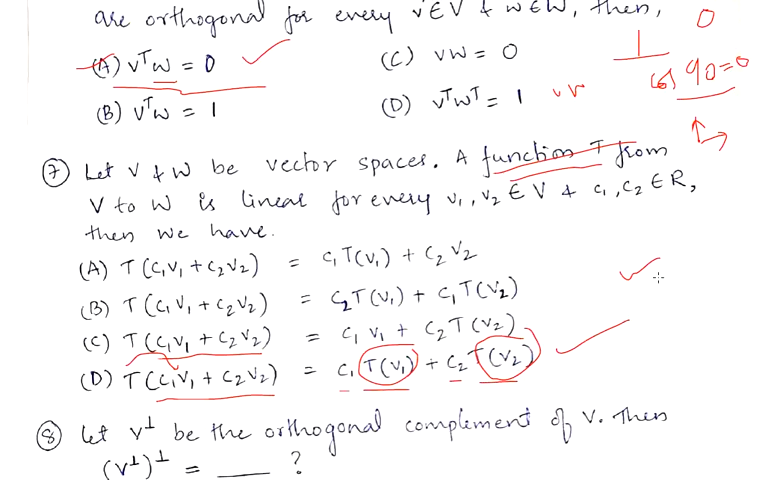 are orthogonal for every v∈V & w∈W, then,
(A) vᵀw = 0
(C) vw = 0
(B) vᵀw = 1
(D) vᵀwᵀ = 1
0
1
cos 90=0
⑦ Let V & W be vector spaces. A function T from
V to W is linear for every v₁, v₂ ∈ V & c₁, c₂ ∈ R,
then we have.
(A) T(c₁v₁ + c₂v₂) = c₁T(v₁) + c₂v₂
(B) T(c₁v₁ + c₂v₂) = c₂T(v₁) + c₁T(v₂)
(C) T(c₁v₁ + c₂v₂) = c₁v₁ + c₂T(v₂)
(D) T(c₁v₁ + c₂v₂) = c₁T(v₁) + c₂T(v₂)
⑧ Let V⊥ be the orthogonal complement of V. Then
(V⊥)⊥ = ___ ?